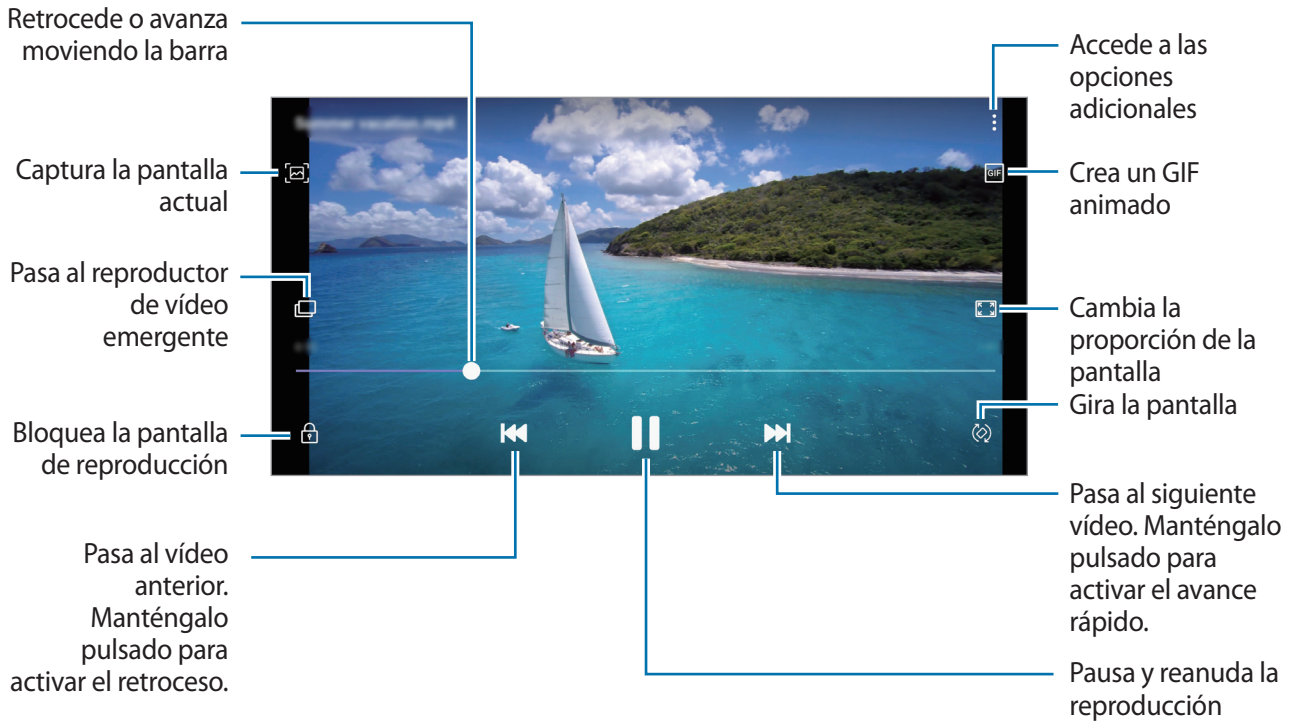 Retrocede o avanza
moviendo la barra
Captura la pantalla
actual
Pasa al reproductor
de vídeo
emergente
Bloquea la pantalla
de reproducción
Pasa al vídeo
anterior.
Manténgalo
pulsado para
activar el retroceso.
Accede a las
opciones
adicionales
GIF
Crea un GIF
animado
Cambia la
proporción de la
pantalla
Gira la pantalla
Pasa al siguiente
vídeo. Manténgalo
pulsado para
activar el avance
rápido.
Pausa y reanuda la
reproducción